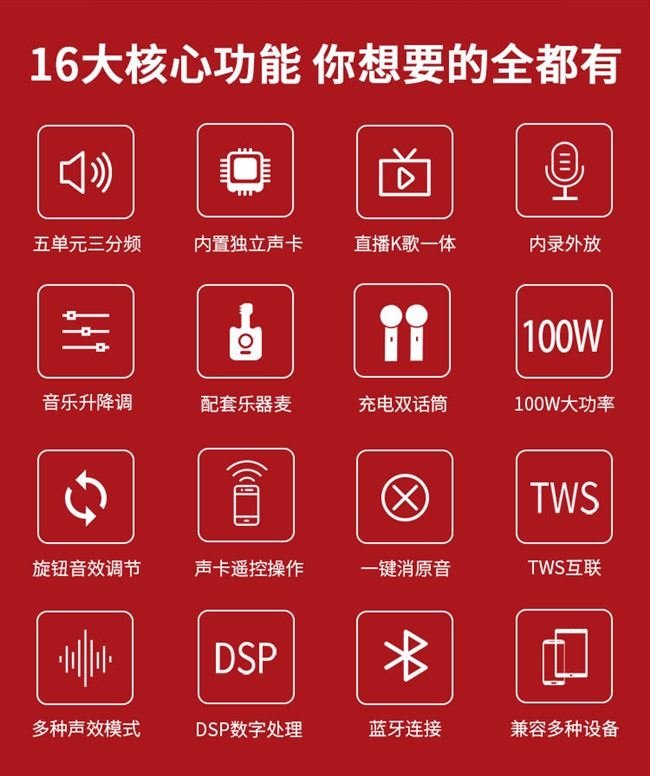 16大核心功能 你想要的全都有
五单元三分频
内置独立声卡
直播K歌一体
内录外放
100W
音乐升降调
配套乐器麦
充电双话筒
100W大功率
TWS
旋钮音效调节
声卡遥控操作
一键消原音
TWS互联
DSP
多种声效模式
DSP数字处理
蓝牙连接
兼容多种设备